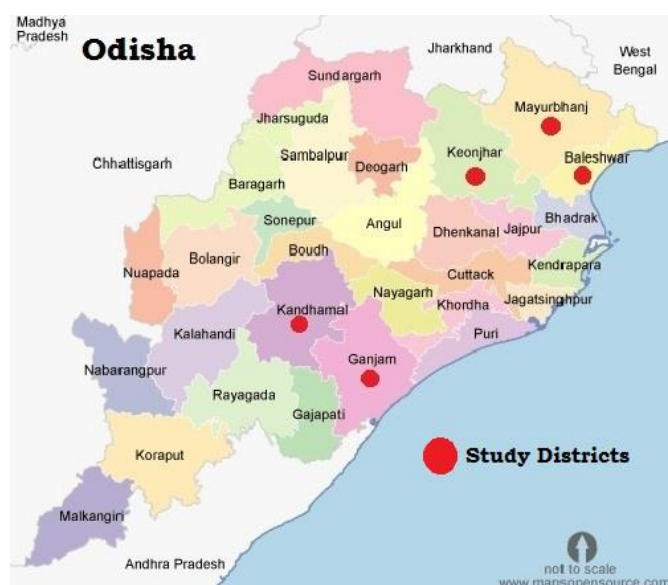 Madhya
Pradesh
Odisha
Jharkhand
West
Bengal
Sundargarh
Mayurbhanj
Jharsuguda
Keonjhar
Sambalpur
Deogarh
Baleshwar
Chhattisgarh
Baragarh
Sonepur
Angul
Bhadrak
Dhenkanal
Jajpur
Boudh
Bolangir
Nuapada
Kendrapara
Cuttack
Nayagarh
Jagatsinghpur
Kandhamal
Khordha
Kalahandi
Puri
Ganjam
Nabarangpur
Rayagada
Gajapati
Koraput
Study Districts
Malkangiri
Andhra Pradesh
not to scale
www.mapsopensource.com